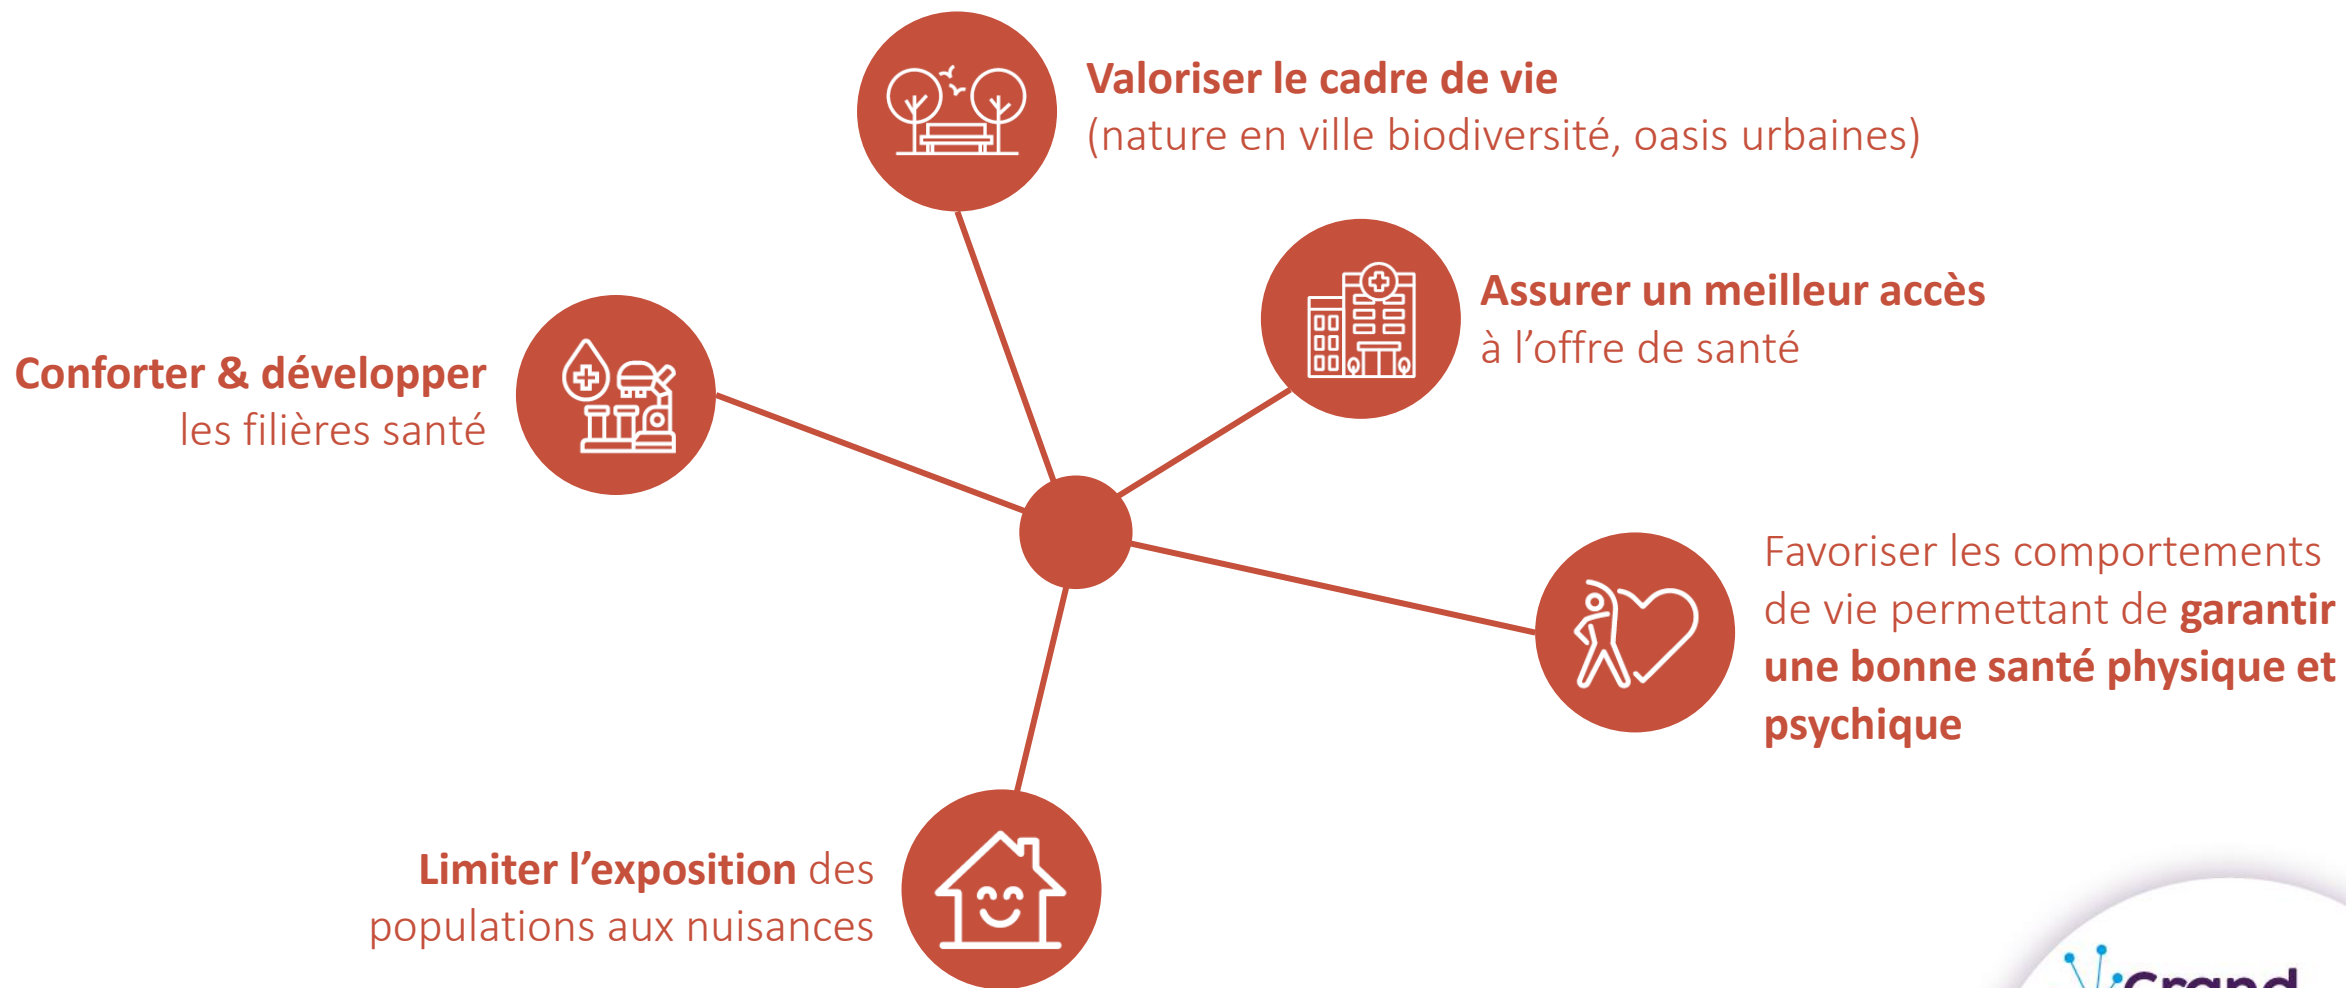 Valoriser le cadre de vie
(nature en ville biodiversité, oasis urbaines)
Assurer un meilleur accès
à l’offre de santé
Conforter & développer
les filières santé
Favoriser les comportements
de vie permettant de garantir
une bonne santé physique et
psychique
Limiter l’exposition des
populations aux nuisances
Grand